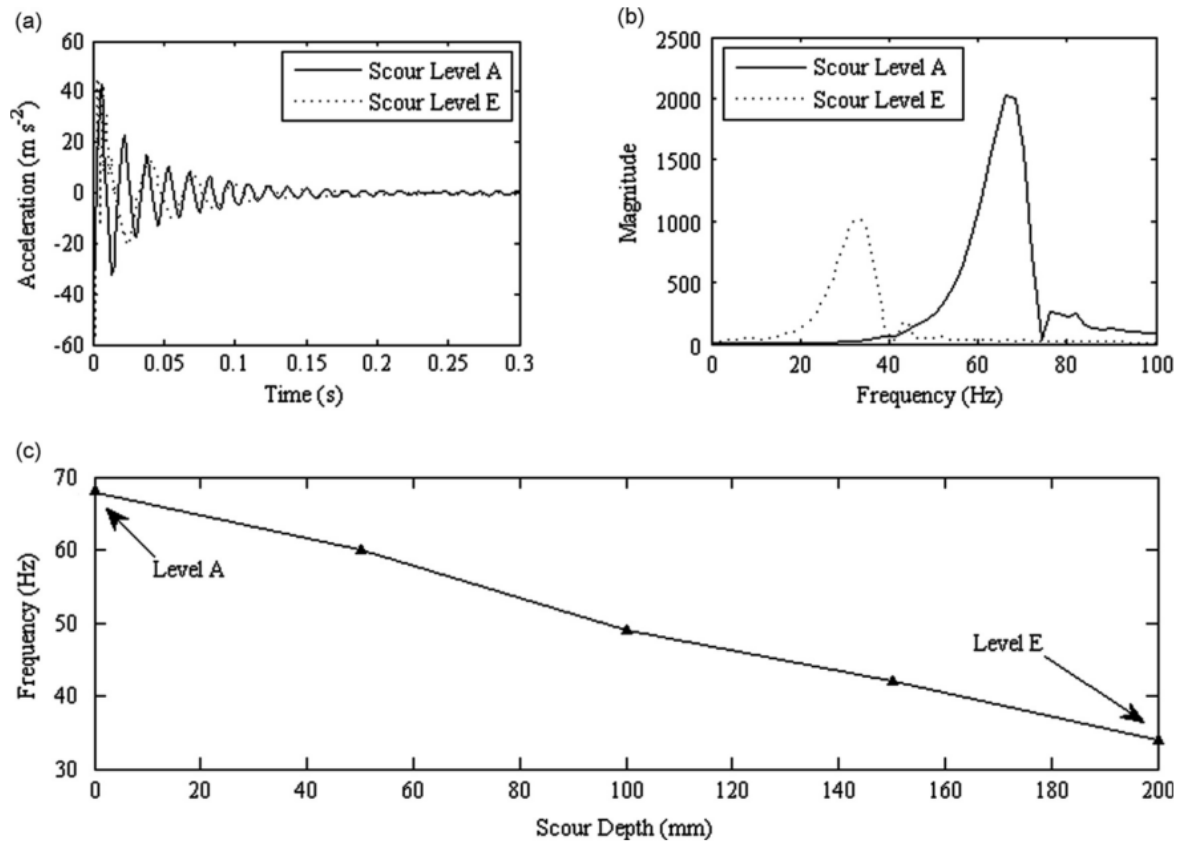 (a)
60
40
20
0
-20
-40
-60
Acceleration (m s⁻²)
Scour Level A
Scour Level E
0 0.05 0.1 0.15 0.2 0.25 0.3
Time (s)
(b)
2500
2000
1500
1000
500
0
Magnitude
Scour Level A
Scour Level E
0 20 40 60 80 100
Frequency (Hz)
(c)
70
60
50
40
30
Frequency (Hz)
Level A
Level E
0 20 40 60 80 100 120 140 160 180 200
Scour Depth (mm)